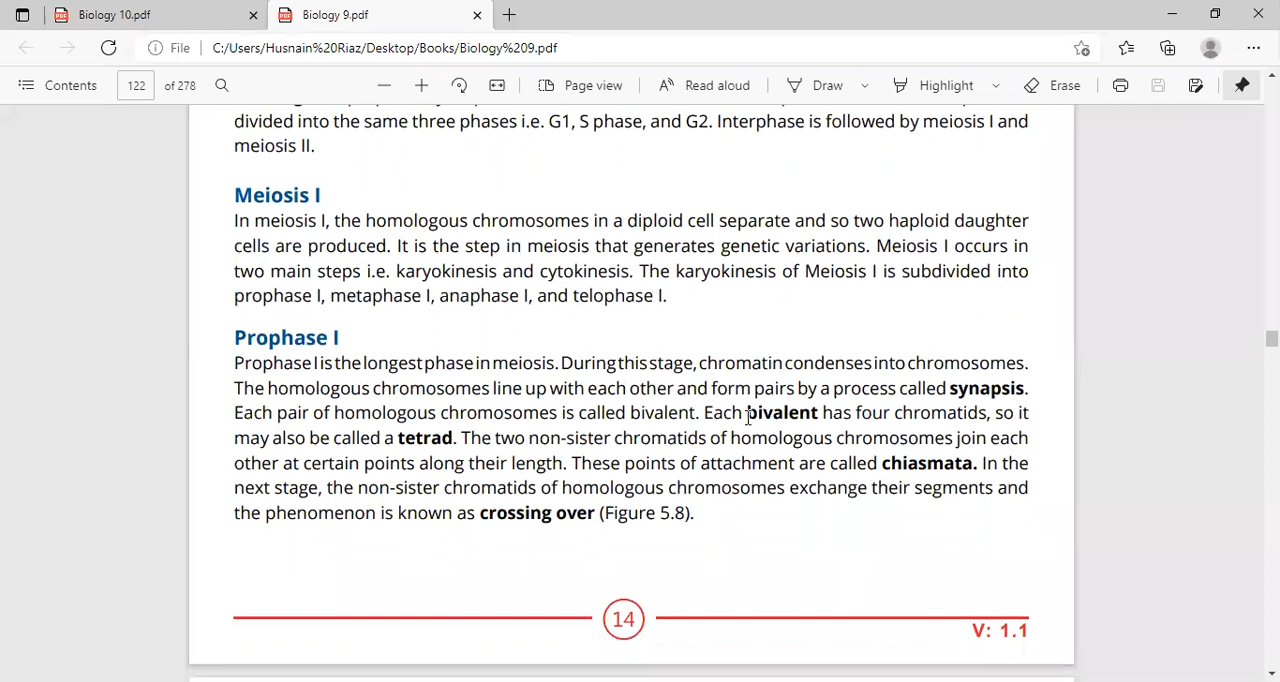 Biology 10.pdf
Biology 9.pdf
File
C:/Users/Husnain%20Riaz/Desktop/Books/Biology%209.pdf
Contents
122 of 278
Page view
Read aloud
Draw
Highlight
Erase
divided into the same three phases i.e. G1, S phase, and G2. Interphase is followed by meiosis I and
meiosis II.
Meiosis I
In meiosis I, the homologous chromosomes in a diploid cell separate and so two haploid daughter
cells are produced. It is the step in meiosis that generates genetic variations. Meiosis I occurs in
two main steps i.e. karyokinesis and cytokinesis. The karyokinesis of Meiosis I is subdivided into
prophase I, metaphase I, anaphase I, and telophase I.
Prophase I
Prophase I is the longest phase in meiosis. During this stage, chromatin condenses into chromosomes.
The homologous chromosomes line up with each other and form pairs by a process called synapsis.
Each pair of homologous chromosomes is called bivalent. Each bivalent has four chromatids, so it
may also be called a tetrad. The two non-sister chromatids of homologous chromosomes join each
other at certain points along their length. These points of attachment are called chiasmata. In the
next stage, the non-sister chromatids of homologous chromosomes exchange their segments and
the phenomenon is known as crossing over (Figure 5.8).
14
V: 1.1